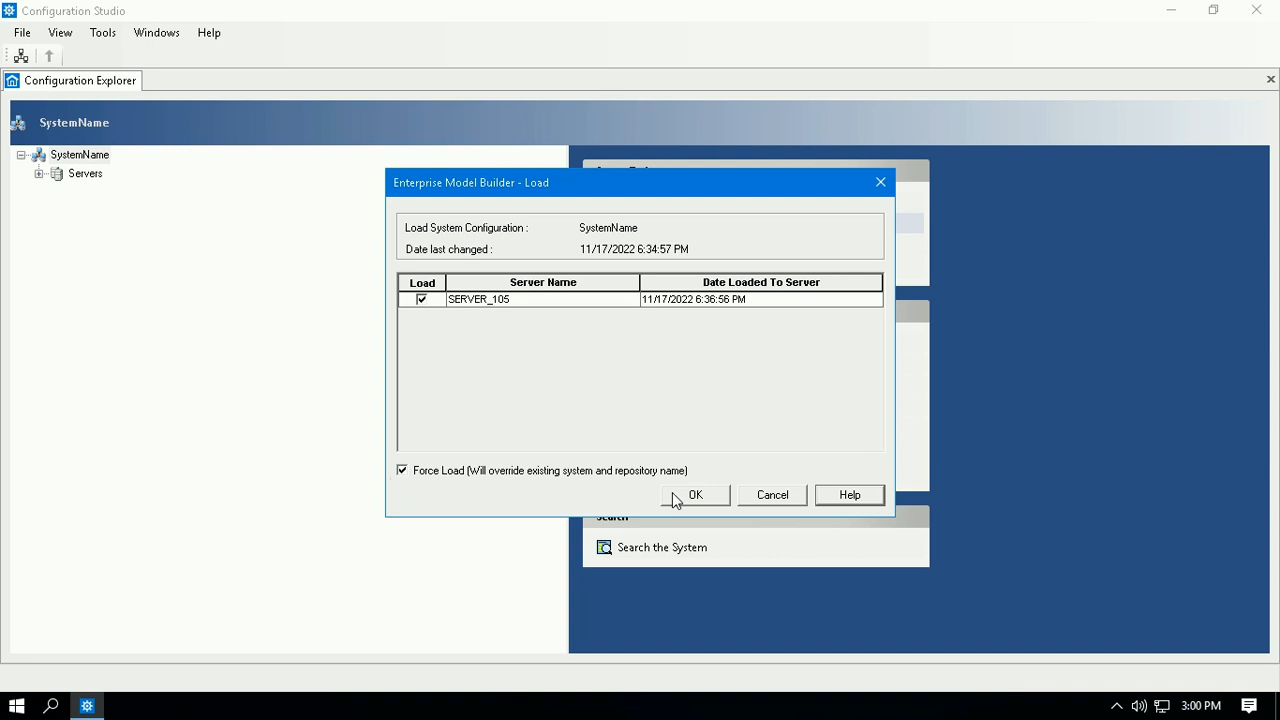 Configuration Studio
File View Tools Windows Help
Configuration Explorer
SystemName
SystemName
Servers
Enterprise Model Builder - Load
Load System Configuration : SystemName
Date last changed : 11/17/2022 6:34:57 PM
Load Server Name Date Loaded To Server
SERVER_105 11/17/2022 6:36:56 PM
Force Load (Will override existing system and repository name)
OK Cancel Help
Search the System
3:00 PM